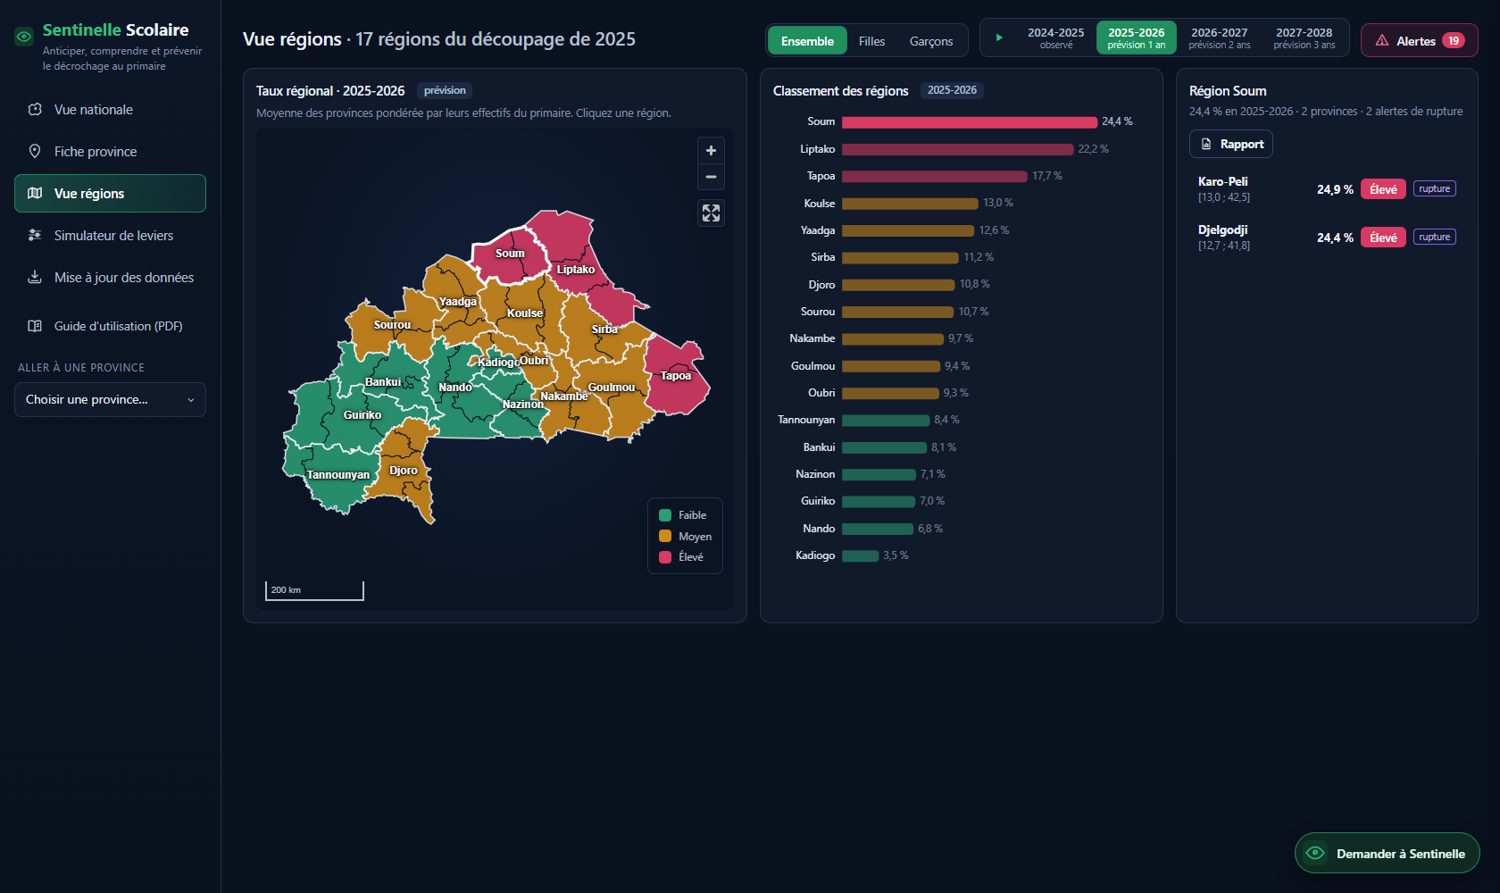 Sentinelle Scolaire
Anticiper, comprendre et prévenir
le décrochage au primaire
Vue nationale
Fiche province
Vue régions
Simulateur de leviers
Mise à jour des données
Guide d'utilisation (PDF)
ALLER À UNE PROVINCE
Choisir une province...
Vue régions · 17 régions du découpage de 2025
Ensemble
Filles
Garçons
2024-2025
observé
2025-2026
prévision 1 an
2026-2027
prévision 2 ans
2027-2028
prévision 3 ans
Alertes 19
Taux régional · 2025-2026 prévision
Moyenne des provinces pondérée par leurs effectifs du primaire. Cliquez une région.
+
−
Soum
Liptako
Yaadga
Koulse
Sourou
Sirba
Kadiogo
Oubri
Tapoa
Bankui
Nando
Goulmou
Nakambe
Nazinon
Guiriko
Tannounyan
Djoro
Faible
Moyen
Élevé
200 km
Classement des régions 2025-2026
Soum 24,4 %
Liptako 22,2 %
Tapoa 17,7 %
Koulse 13,0 %
Yaadga 12,6 %
Sirba 11,2 %
Djoro 10,8 %
Sourou 10,7 %
Nakambe 9,7 %
Goulmou 9,4 %
Oubri 9,3 %
Tannounyan 8,4 %
Bankui 8,1 %
Nazinon 7,1 %
Guiriko 7,0 %
Nando 6,8 %
Kadiogo 3,5 %
Région Soum
24,4 % en 2025-2026 · 2 provinces · 2 alertes de rupture
Rapport
Karo-Peli
[13,0 ; 42,5]
24,9 % Élevé rupture
Djelgodji
[12,7 ; 41,8]
24,4 % Élevé rupture
Demander à Sentinelle